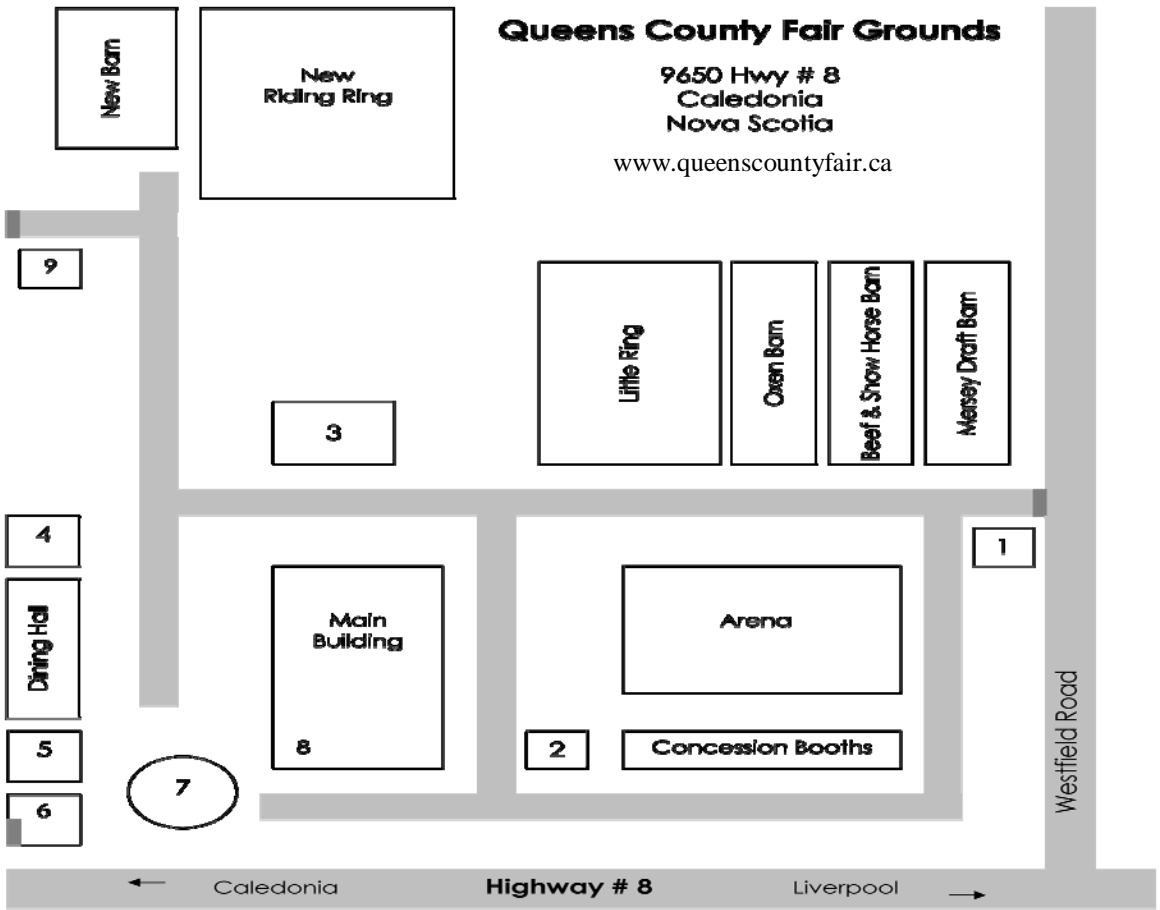 Queens County Fair Grounds
9650 Hwy # 8
Caledonia
Nova Scotia
www.queenscountyfair.ca
New Barn
New
Riding Ring
9
Little Ring
Oxen Barn
Beef & Show Horse Barn
Mersey Draft Barn
3
4
1
Dining Hall
Main
Building
Arena
5
8
2
Concession Booths
7
6
Westfield Road
Caledonia
Highway # 8
Liverpool